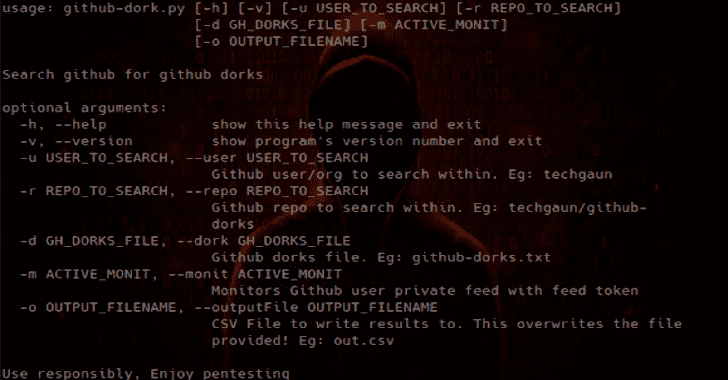 usage: github-dork.py [-h] [-v] [-u USER_TO_SEARCH] [-r REPO_TO_SEARCH]
[-d GH_DORKS_FILE] [-m ACTIVE_MONIT]
[-o OUTPUT_FILENAME]
Search github for github dorks
optional arguments:
-h, --help show this help message and exit
-v, --version show program's version number and exit
-u USER_TO_SEARCH, --user USER_TO_SEARCH
Github user/org to search within. Eg: techgaun
-r REPO_TO_SEARCH, --repo REPO_TO_SEARCH
Github repo to search within. Eg: techgaun/github-
dorks
-d GH_DORKS_FILE, --dork GH_DORKS_FILE
Github dorks file. Eg: github-dorks.txt
-m ACTIVE_MONIT, --monit ACTIVE_MONIT
Monitors Github user private feed with feed token
-o OUTPUT_FILENAME, --outputFile OUTPUT_FILENAME
CSV File to write results to. This overwrites the file
provided! Eg: out.csv
Use responsibly, Enjoy pentesting